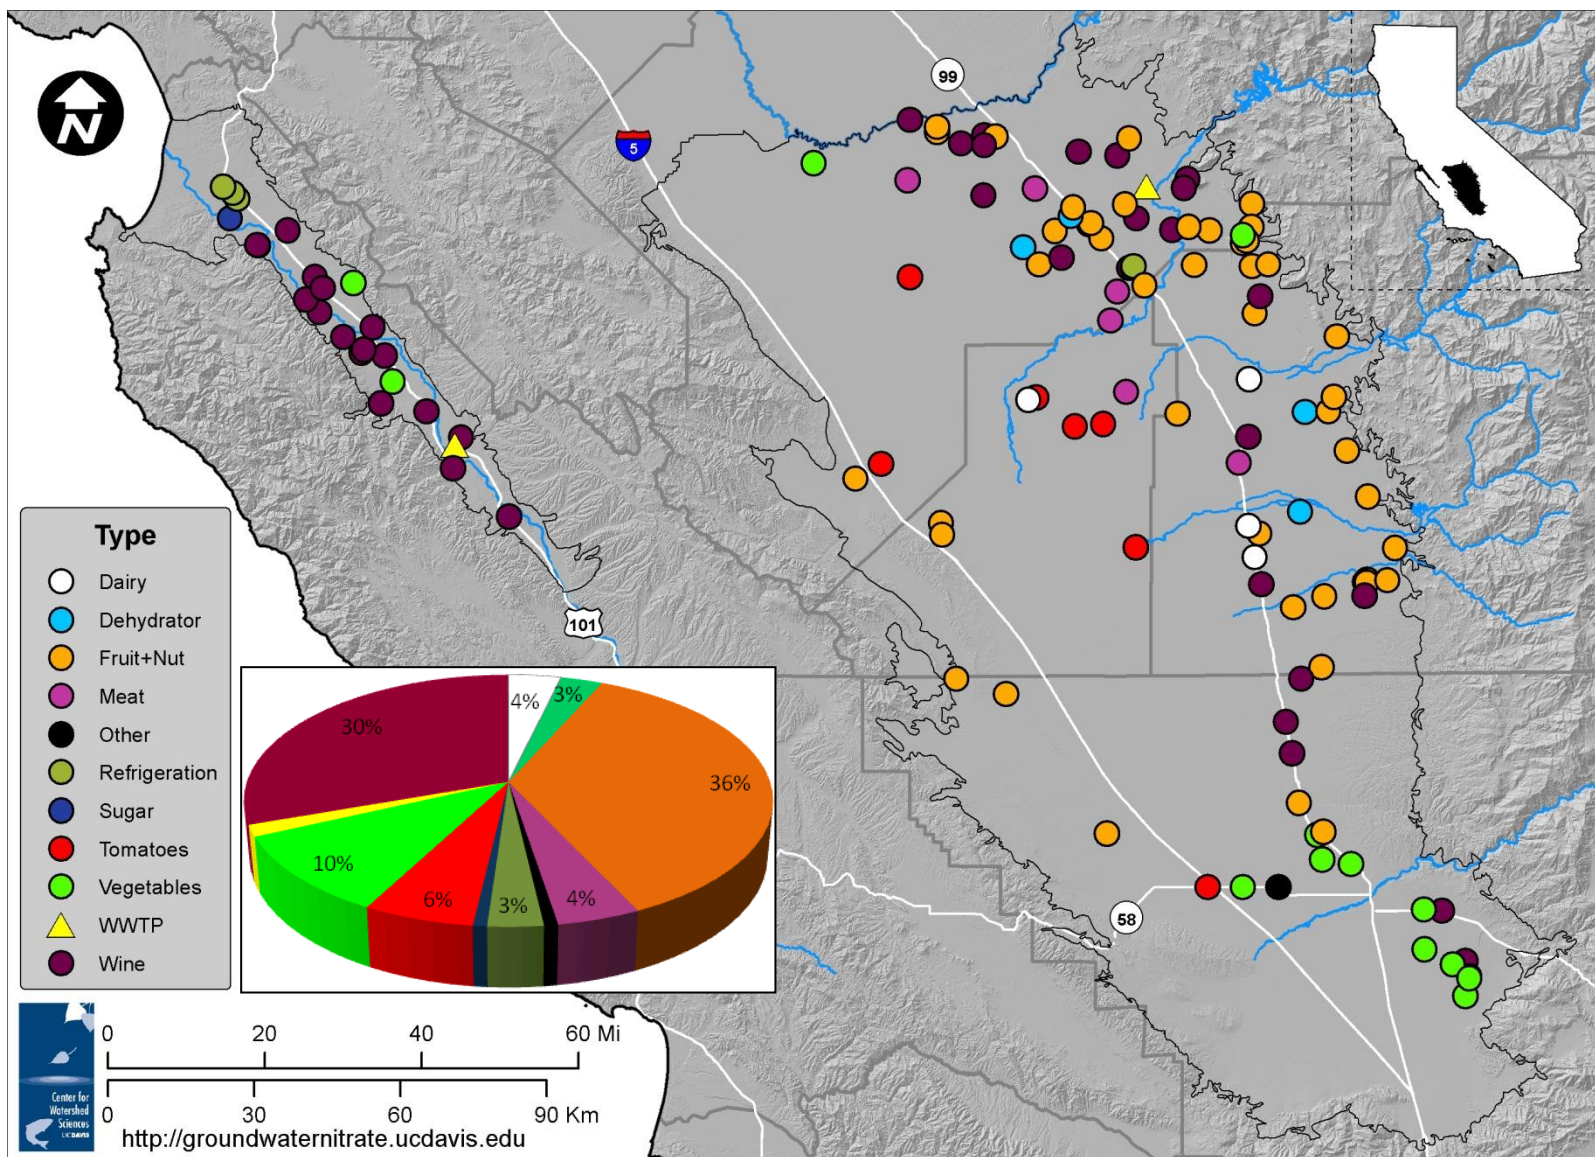 N
5
99
101
58
Type
Dairy
Dehydrator
Fruit+Nut
Meat
Other
Refrigeration
Sugar
Tomatoes
Vegetables
WWTP
Wine
4%
3%
30%
36%
10%
6%
3%
4%
Center for
Watershed
Sciences
UCDAVIS
0 20 40 60 Mi
0 30 60 90 Km
http://groundwaternitrate.ucdavis.edu